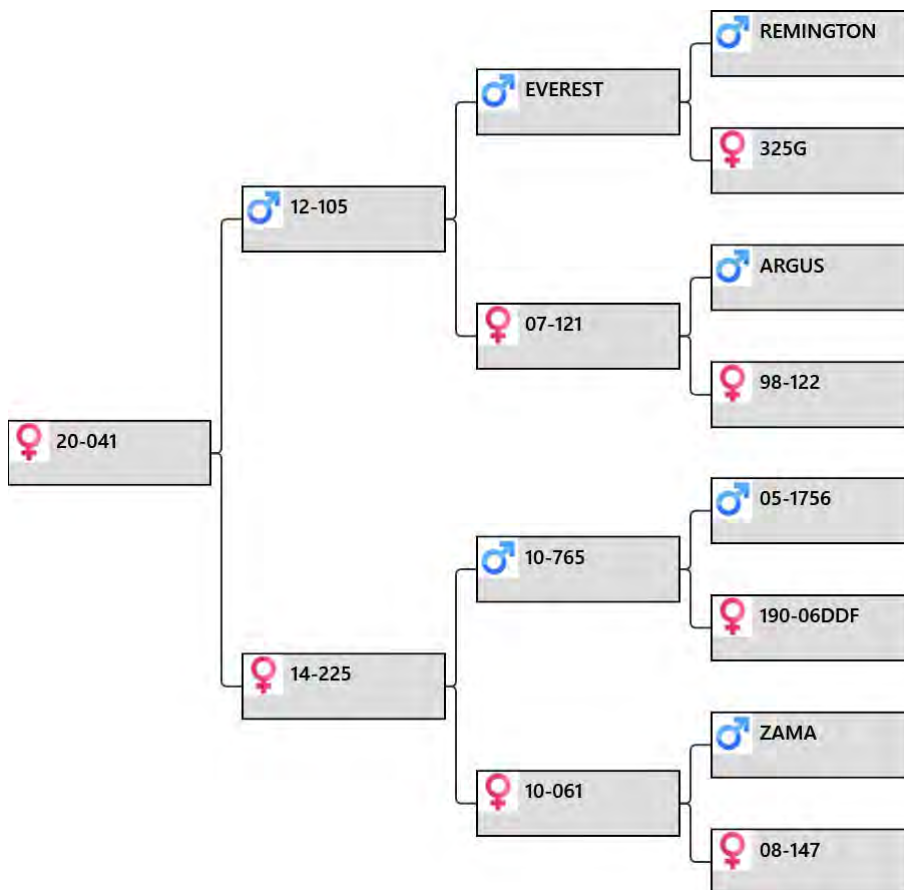 REMINGTON
EVEREST
325G
12-105
ARGUS
07-121
98-122
20-041
05-1756
10-765
190-06DDF
14-225
ZAMA
10-061
08-147